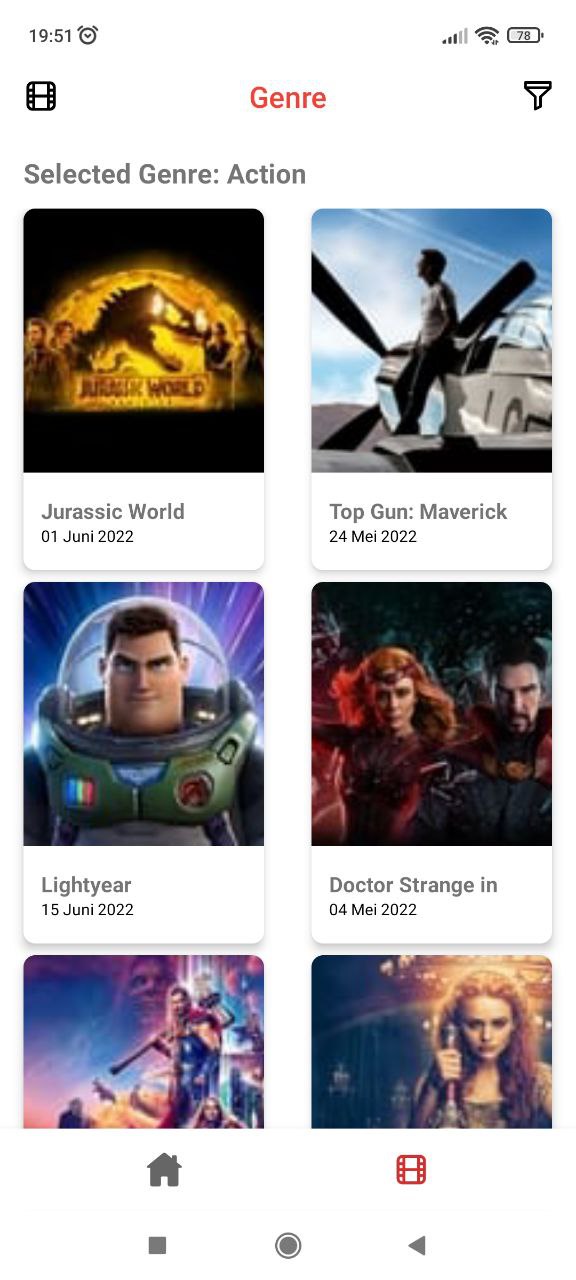 19:51
78
Genre
Selected Genre: Action
JURASSIC WORLD
Jurassic World
01 Juni 2022
Top Gun: Maverick
24 Mei 2022
Lightyear
15 Juni 2022
Doctor Strange in
04 Mei 2022